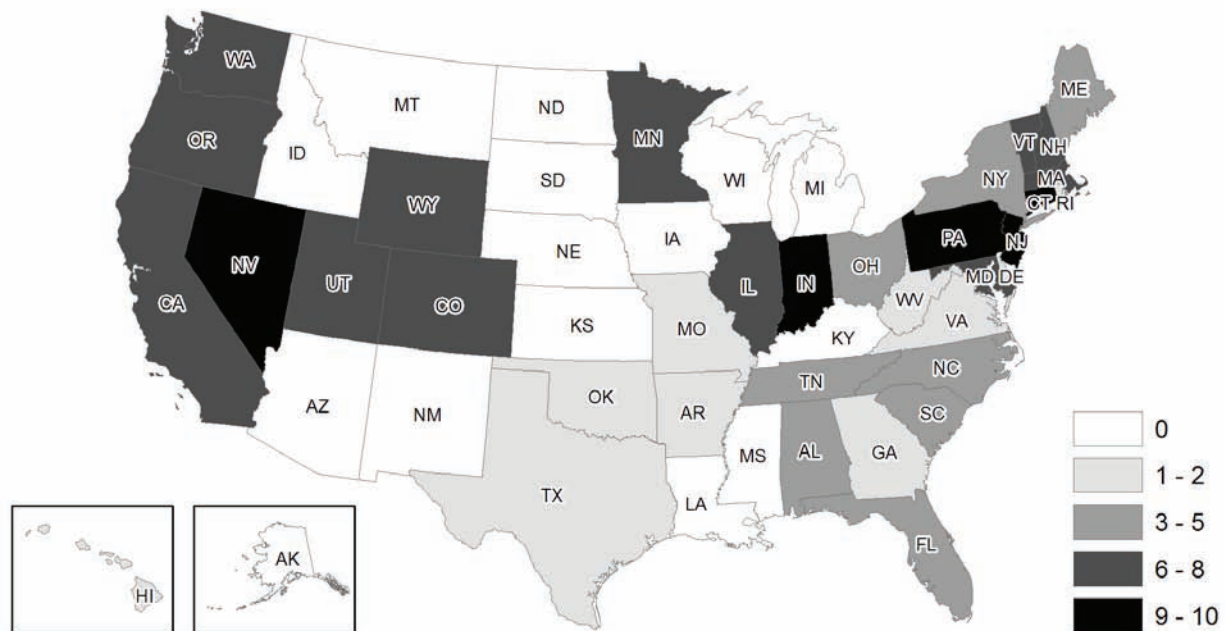 WA
ME
MT
ND
MN
VT
NH
OR
ID
SD
WI
MI
NY
MA
WY
CT RI
IA
PA
NJ
NE
NV
IL
IN
OH
MD
DE
UT
CO
WV
CA
KS
MO
KY
VA
NC
TN
AZ
NM
OK
AR
SC
MS
AL
GA
TX
LA
FL
HI
AK
0
1 - 2
3 - 5
6 - 8
9 - 10